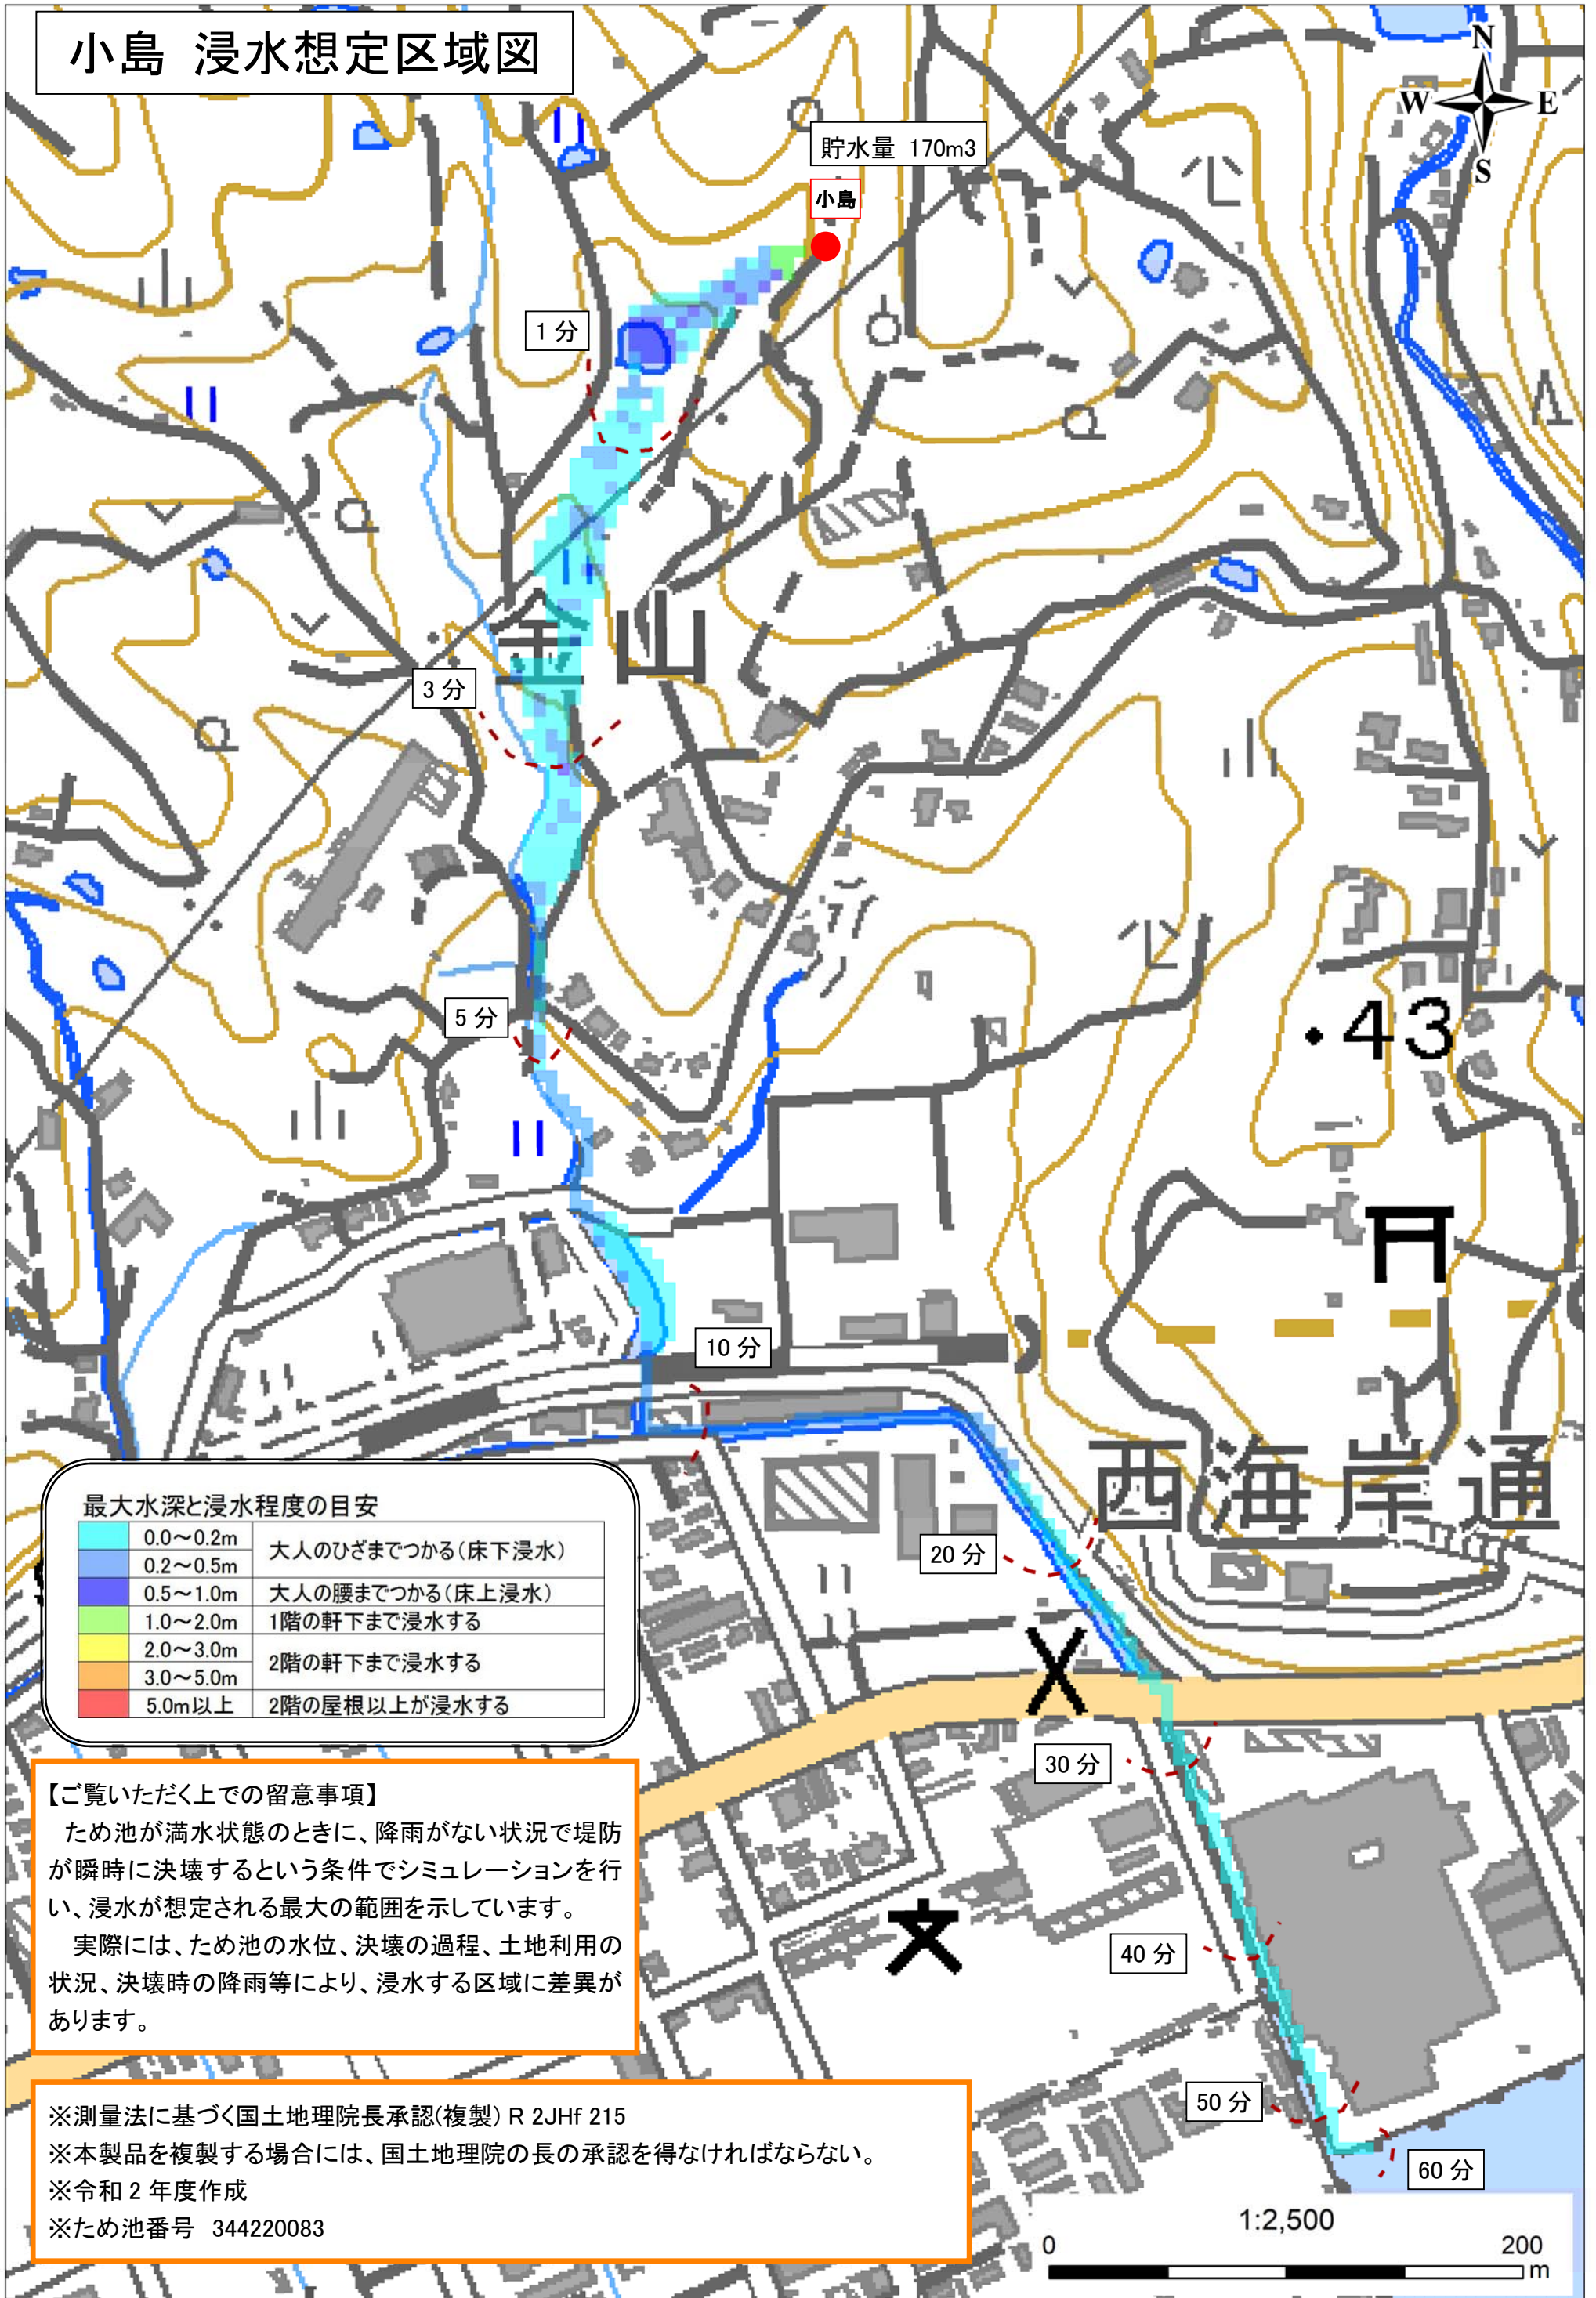 小島 浸水想定区域図
N
W E
S
貯水量 170m3
小島
1 分
金山
3 分
5 分
・43
10 分
西海岸通
20 分
30 分
40 分
50 分
60 分
最大水深と浸水程度の目安
0.0～0.2m 大人のひざまでつかる(床下浸水)
0.2～0.5m
0.5～1.0m 大人の腰までつかる(床上浸水)
1.0～2.0m 1階の軒下まで浸水する
2.0～3.0m 2階の軒下まで浸水する
3.0～5.0m
5.0m以上 2階の屋根以上が浸水する
【ご覧いただく上での留意事項】
ため池が満水状態のときに、降雨がない状況で堤防
が瞬時に決壊するという条件でシミュレーションを行
い、浸水が想定される最大の範囲を示しています。
実際には、ため池の水位、決壊の過程、土地利用の
状況、決壊時の降雨等により、浸水する区域に差異が
あります。
※測量法に基づく国土地理院長承認(複製) R 2JHf 215
※本製品を複製する場合には、国土地理院の長の承認を得なければならない。
※令和 2 年度作成
※ため池番号 344220083
1:2,500
0 200
m